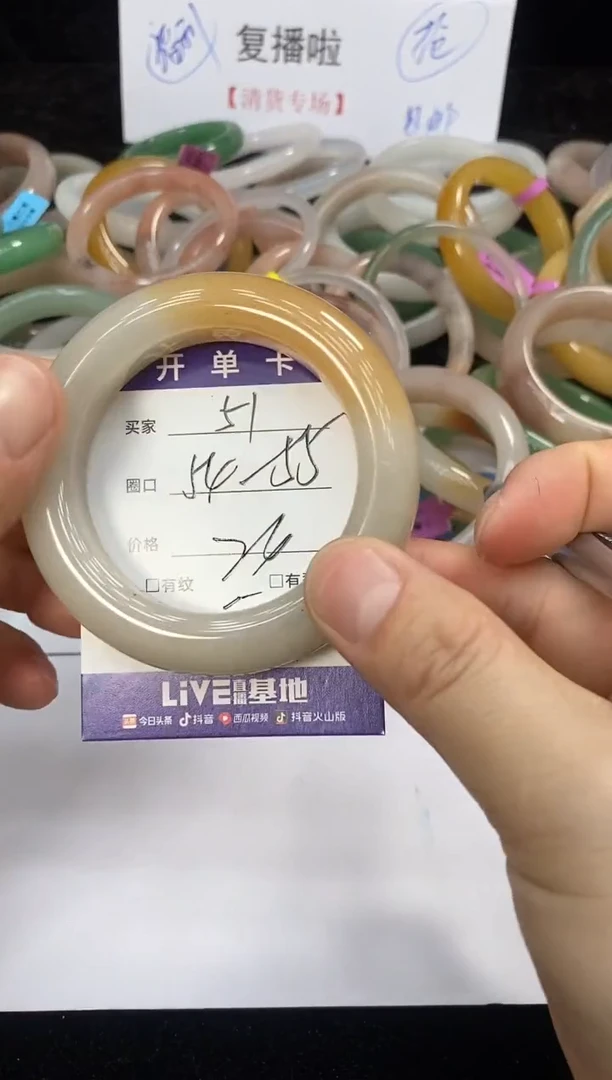 复播啦
抢
【清货专场】
开单卡
买家 51
圈口 54-55
价格 24
□有纹 □有
LiVE直播基地
今日头条 抖音 西瓜视频 抖音火山版